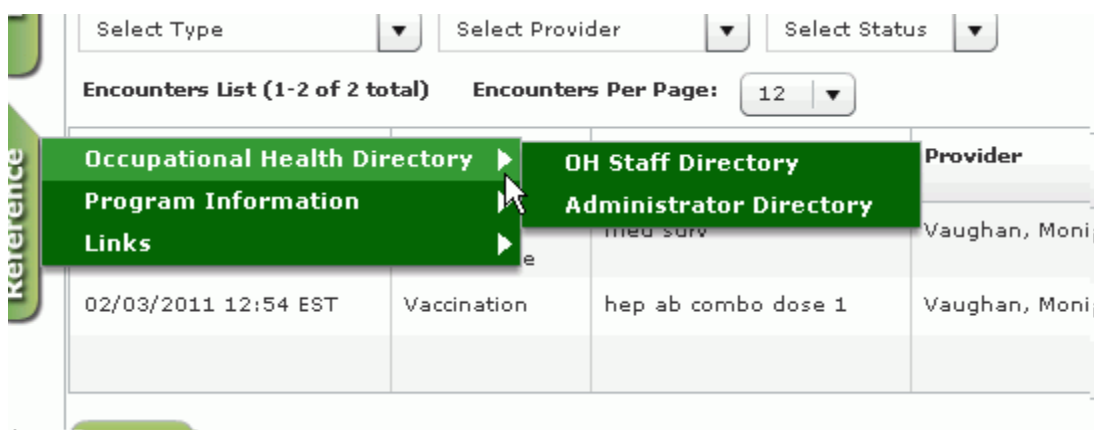 Select Type
Select Provider
Select Status
Encounters List (1-2 of 2 total)
Encounters Per Page:
12
Reference
Occupational Health Directory
Program Information
Links
OH Staff Directory
Administrator Directory
Provider
med surv
Vaughan, Moni
02/03/2011 12:54 EST
Vaccination
hep ab combo dose 1
Vaughan, Moni